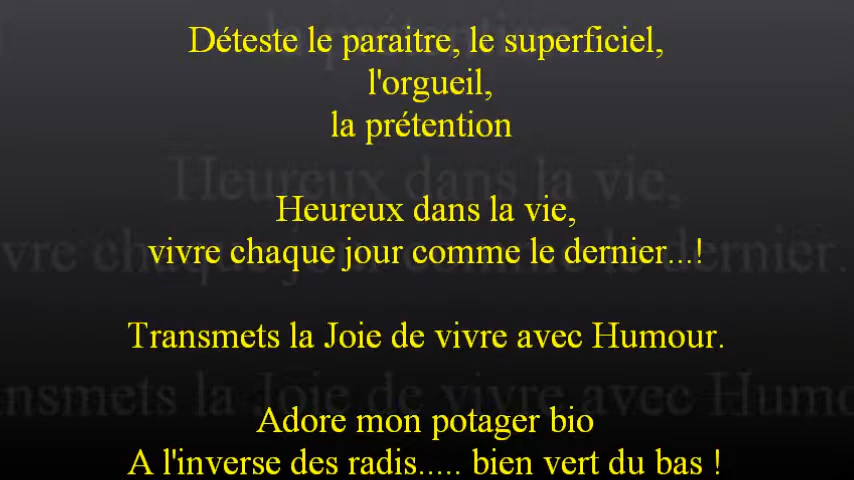 Déteste le paraitre, le superficiel,
l'orgueil,
la prétention
Heureux dans la vie,
vivre chaque jour comme le dernier...!
Transmets la Joie de vivre avec Humour.
Adore mon potager bio
A l'inverse des radis..... bien vert du bas !